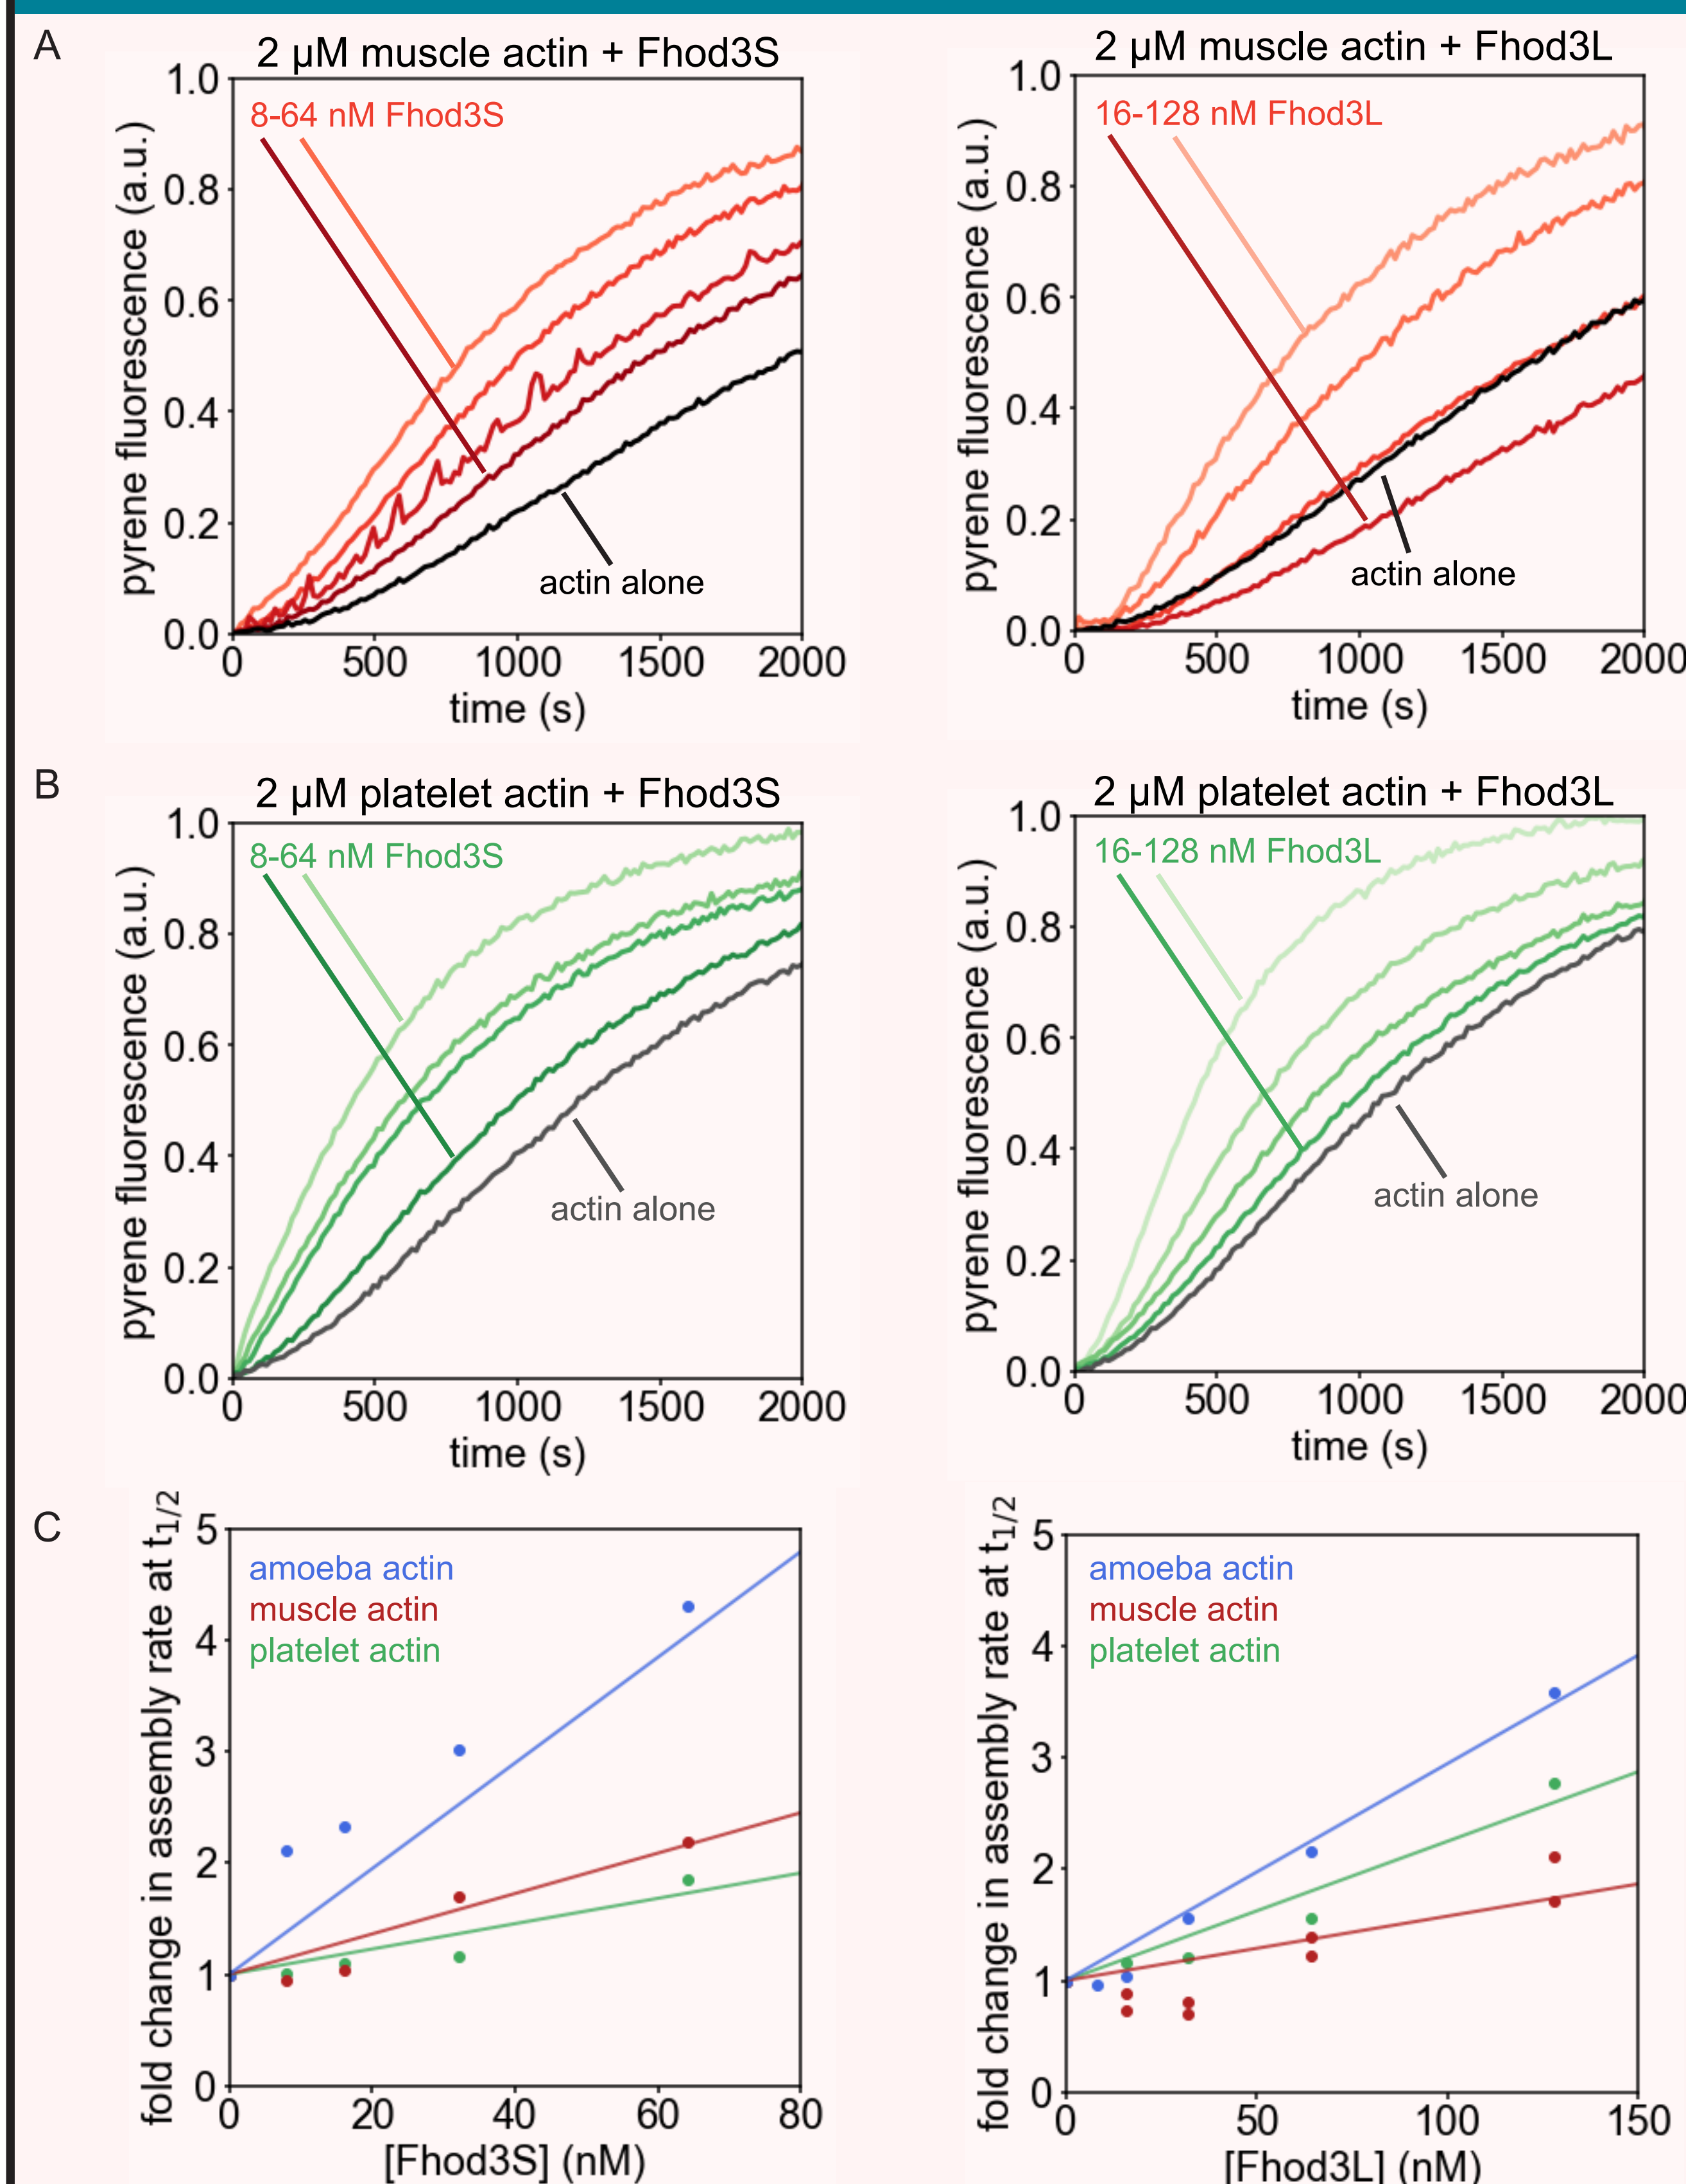 A
2 µM muscle actin + Fhod3S
8-64 nM Fhod3S
pyrene fluorescence (a.u.)
1.0
0.8
0.6
0.4
0.2
0.0
actin alone
0 500 1000 1500 2000
time (s)
2 µM muscle actin + Fhod3L
16-128 nM Fhod3L
pyrene fluorescence (a.u.)
1.0
0.8
0.6
0.4
0.2
0.0
actin alone
0 500 1000 1500 2000
time (s)
B
2 µM platelet actin + Fhod3S
8-64 nM Fhod3S
pyrene fluorescence (a.u.)
1.0
0.8
0.6
0.4
0.2
0.0
actin alone
0 500 1000 1500 2000
time (s)
2 µM platelet actin + Fhod3L
16-128 nM Fhod3L
pyrene fluorescence (a.u.)
1.0
0.8
0.6
0.4
0.2
0.0
actin alone
0 500 1000 1500 2000
time (s)
C
fold change in assembly rate at t1/2
5
4
3
2
1
0
amoeba actin
muscle actin
platelet actin
0 20 40 60 80
[Fhod3S] (nM)
fold change in assembly rate at t1/2
5
4
3
2
1
0
amoeba actin
muscle actin
platelet actin
0 50 100 150
[Fhod3L] (nM)